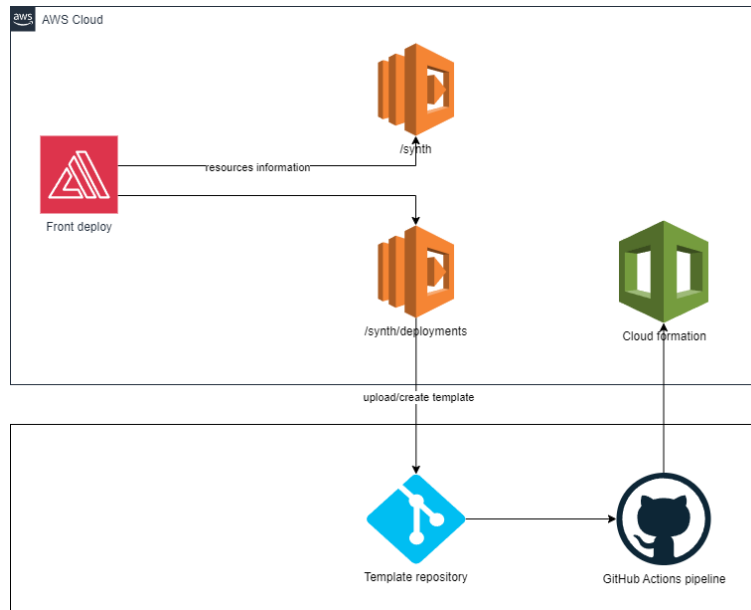 aws
AWS Cloud
/synth
resources information
Front deploy
/synth/deployments
Cloud formation
upload/create template
Template repository
GitHub Actions pipeline